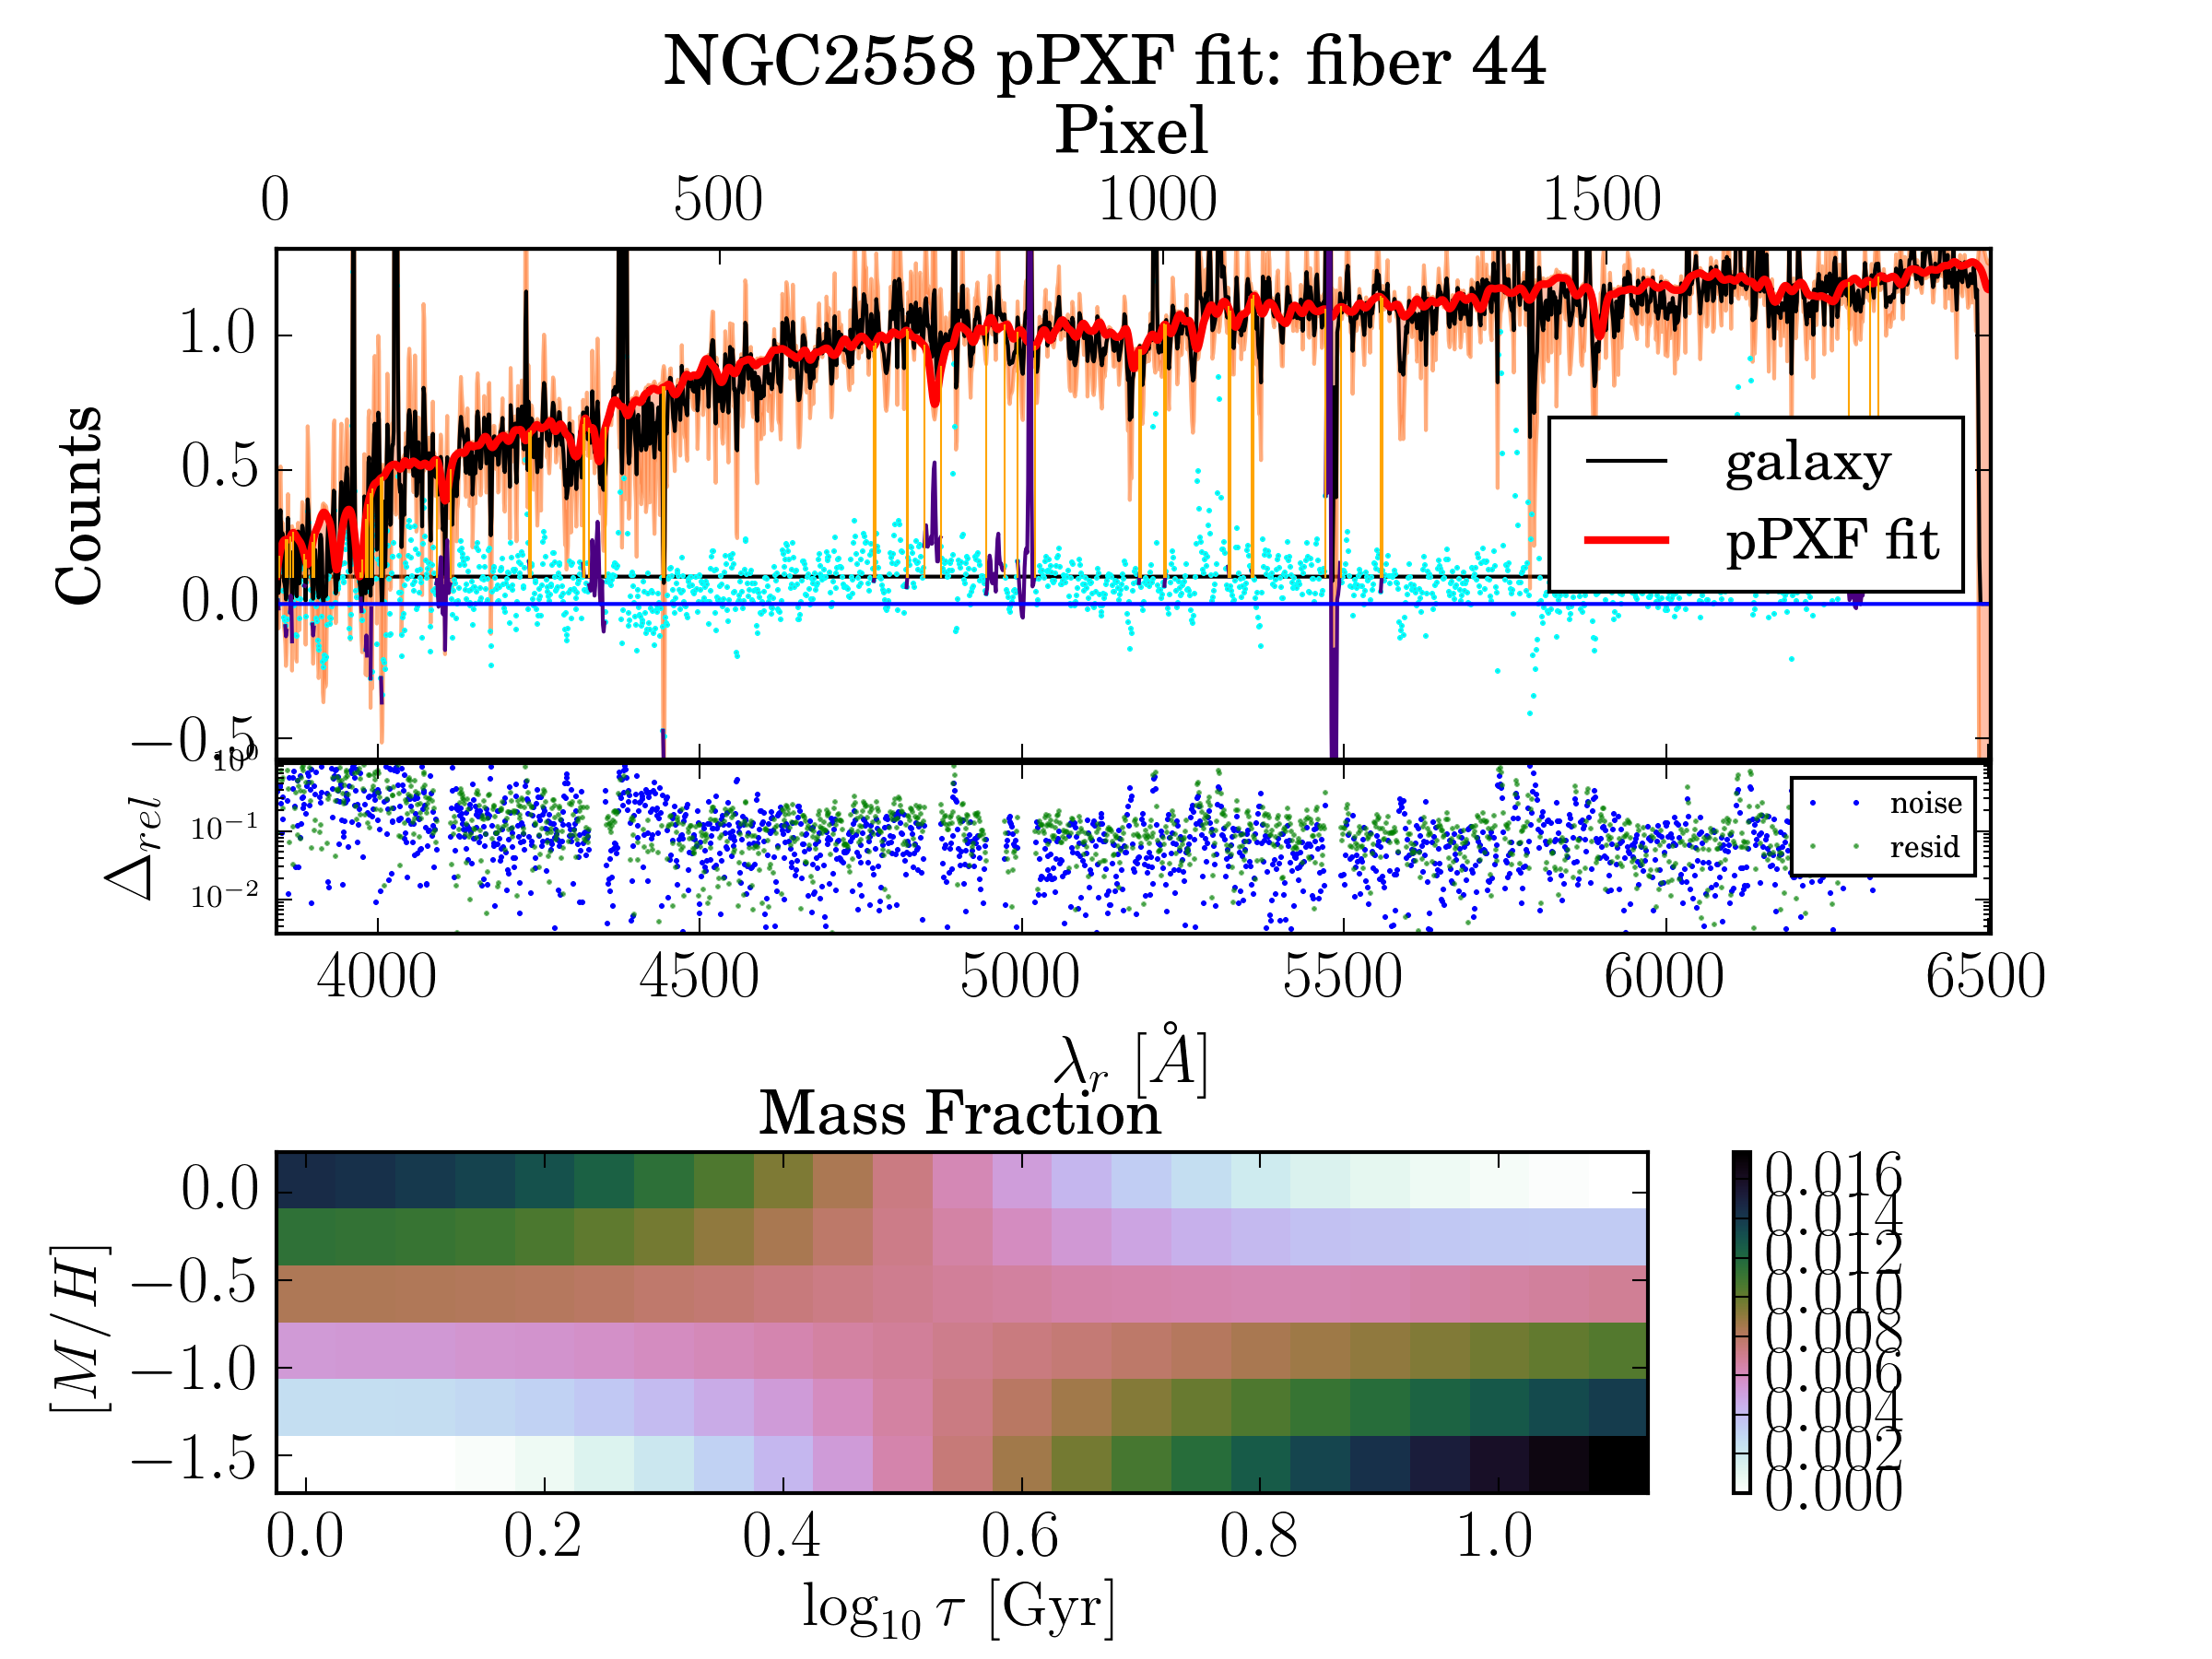 NGC2558 pPXF fit: fiber 44
Pixel
0 500 1000 1500
Counts
1.0
0.5
0.0
−0.5
galaxy
pPXF fit
Δrel
10⁰
10⁻¹
10⁻²
noise
resid
4000 4500 5000 5500 6000 6500
λr [Å]
Mass Fraction
[M/H]
0.0
−0.5
−1.0
−1.5
0.0 0.2 0.4 0.6 0.8 1.0
log₁₀ τ [Gyr]
0.016
0.014
0.012
0.010
0.008
0.006
0.004
0.002
0.000